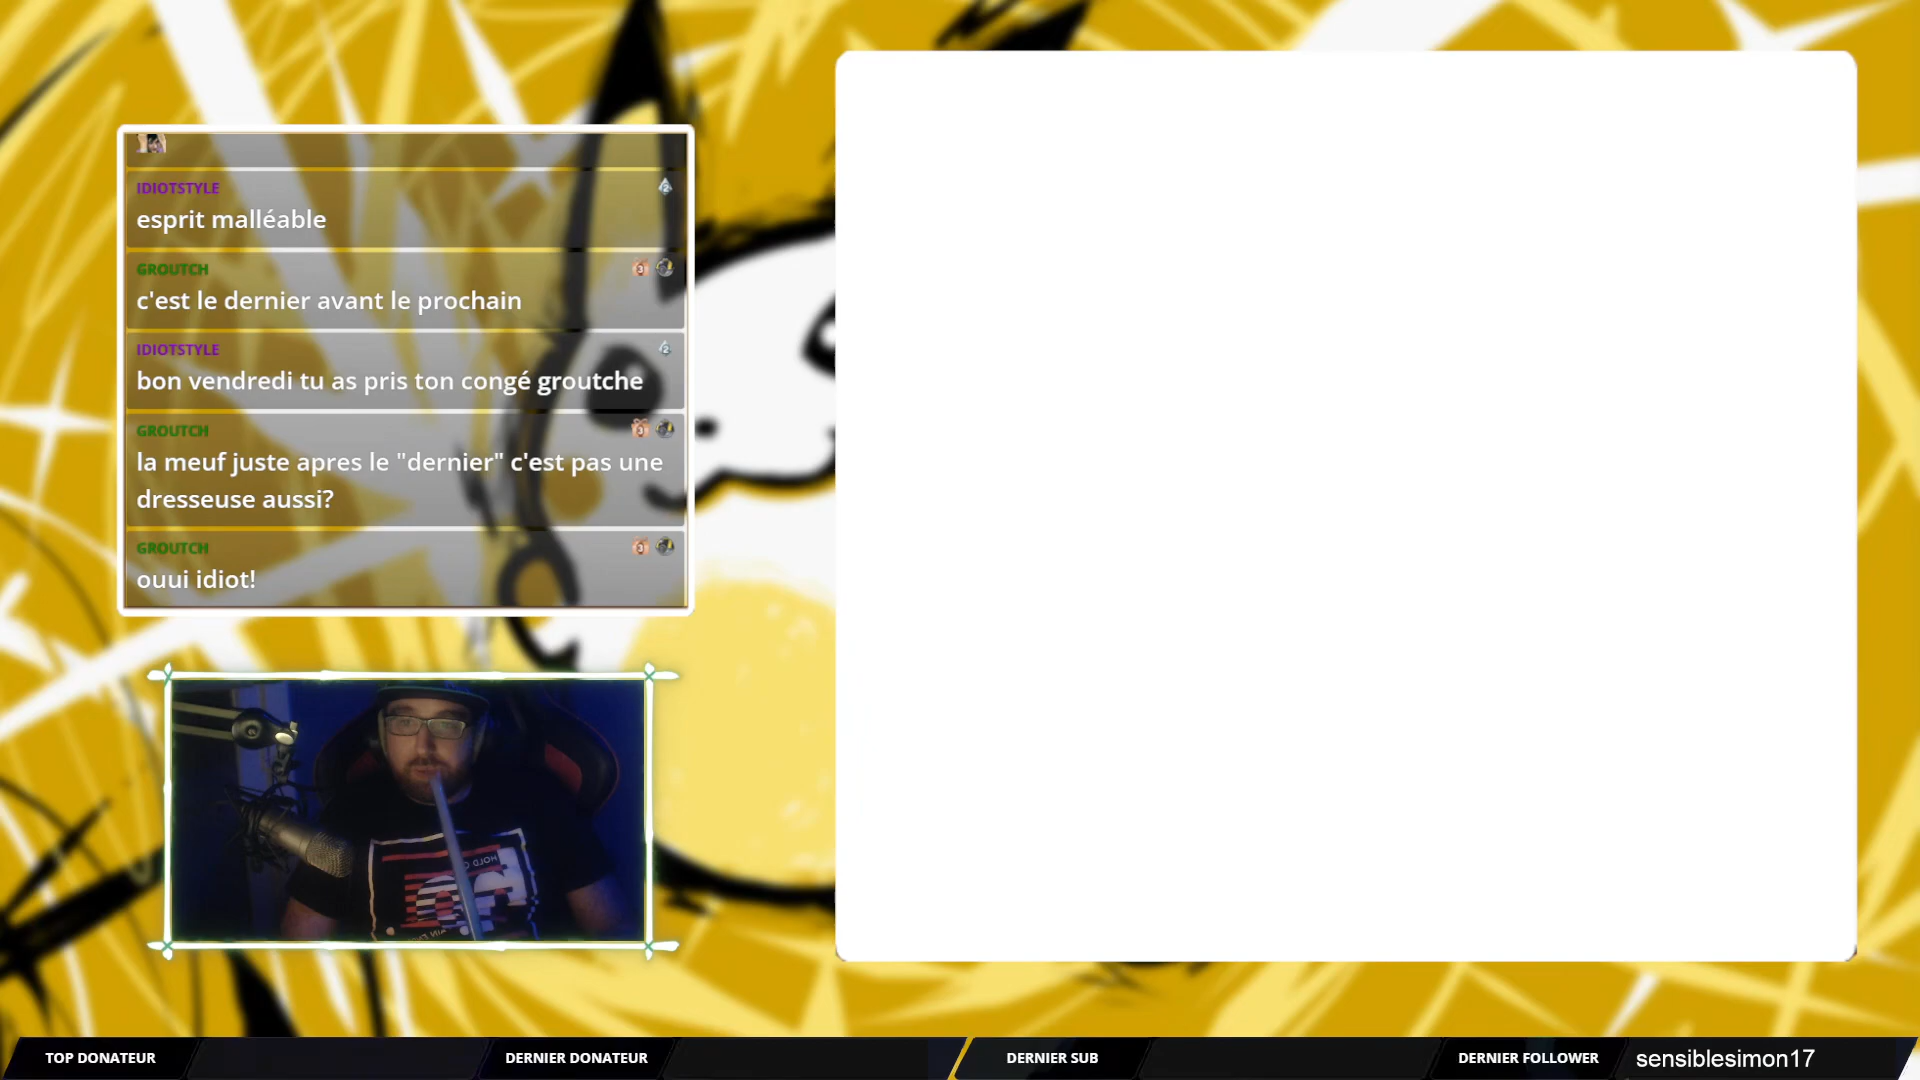 IDIOTSTYLE
esprit malléable
GROUTCH
c'est le dernier avant le prochain
IDIOTSTYLE
bon vendredi tu as pris ton congé groutche
GROUTCH
la meuf juste apres le "dernier" c'est pas une
dresseuse aussi?
GROUTCH
ouui idiot!
TOP DONATEUR
DERNIER DONATEUR
DERNIER SUB
DERNIER FOLLOWER
sensiblesimon17